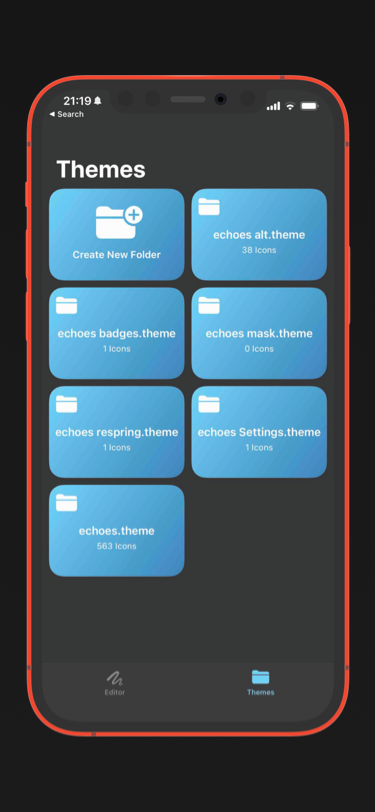 21:19
◀ Search
Themes
Create New Folder
echoes alt.theme
38 Icons
echoes badges.theme
1 Icons
echoes mask.theme
0 Icons
echoes respring.theme
1 Icons
echoes Settings.theme
1 Icons
echoes.theme
563 Icons
Editor
Themes